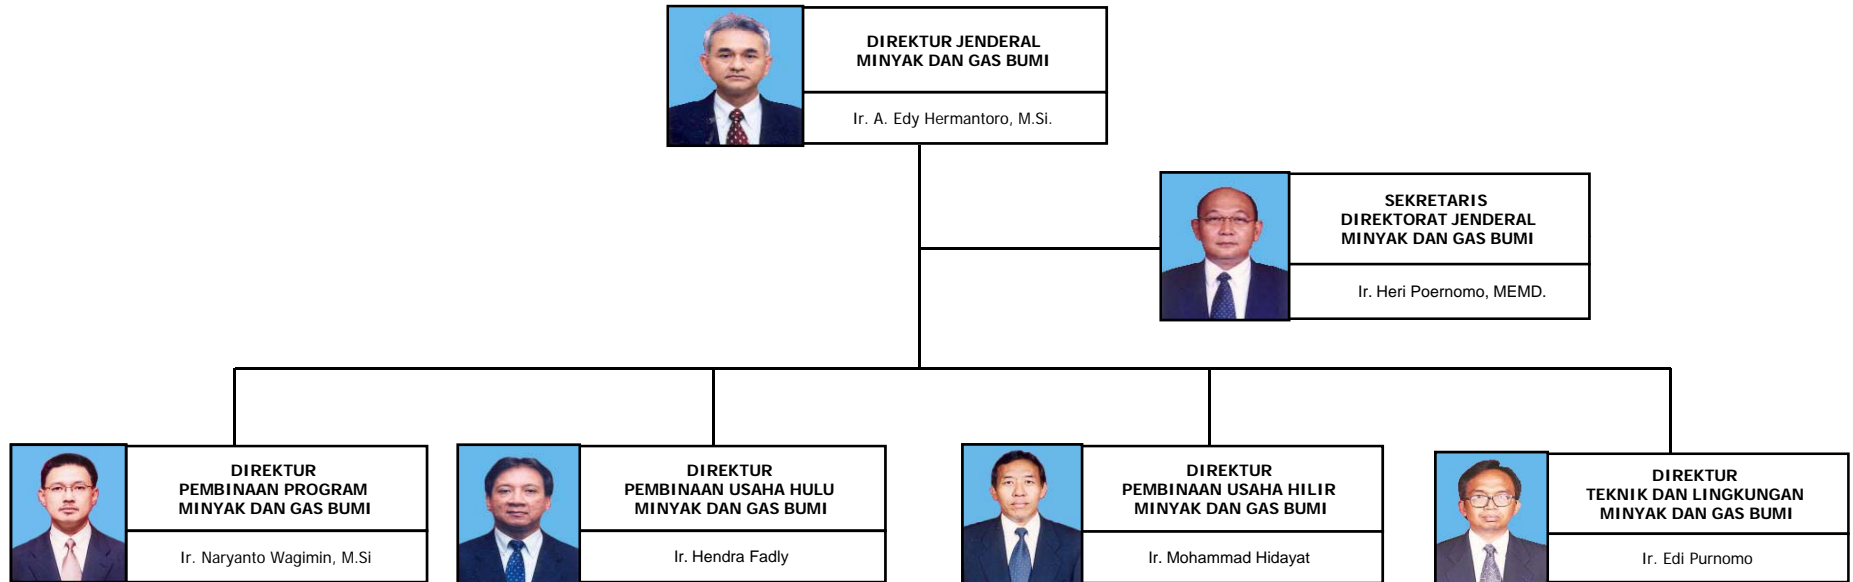 DIREKTUR JENDERAL
MINYAK DAN GAS BUMI
Ir. A. Edy Hermantoro, M.Si.
SEKRETARIS
DIREKTORAT JENDERAL
MINYAK DAN GAS BUMI
Ir. Heri Poernomo, MEMD.
DIREKTUR
PEMBINAAN PROGRAM
MINYAK DAN GAS BUMI
Ir. Naryanto Wagimin, M.Si
DIREKTUR
PEMBINAAN USAHA HULU
MINYAK DAN GAS BUMI
Ir. Hendra Fadly
DIREKTUR
PEMBINAAN USAHA HILIR
MINYAK DAN GAS BUMI
Ir. Mohammad Hidayat
DIREKTUR
TEKNIK DAN LINGKUNGAN
MINYAK DAN GAS BUMI
Ir. Edi Purnomo